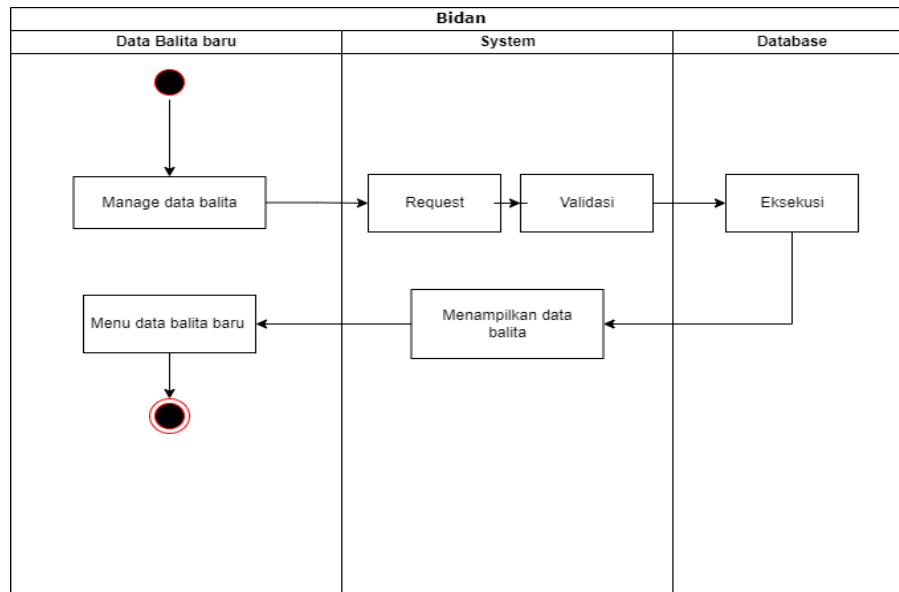 Bidan
Data Balita baru
System
Database
Manage data balita
Request
Validasi
Eksekusi
Menu data balita baru
Menampilkan data
balita